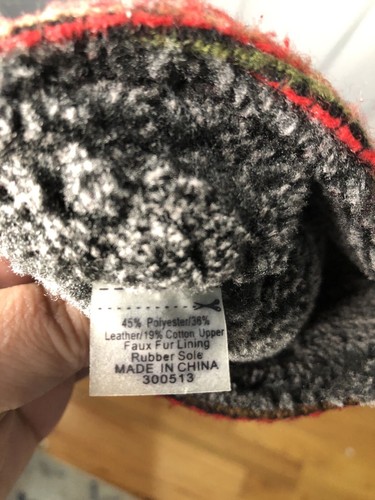 45% Polyester/36%
Leather/19% Cotton Upper
Faux Fur Lining
Rubber Sole
MADE IN CHINA
300513